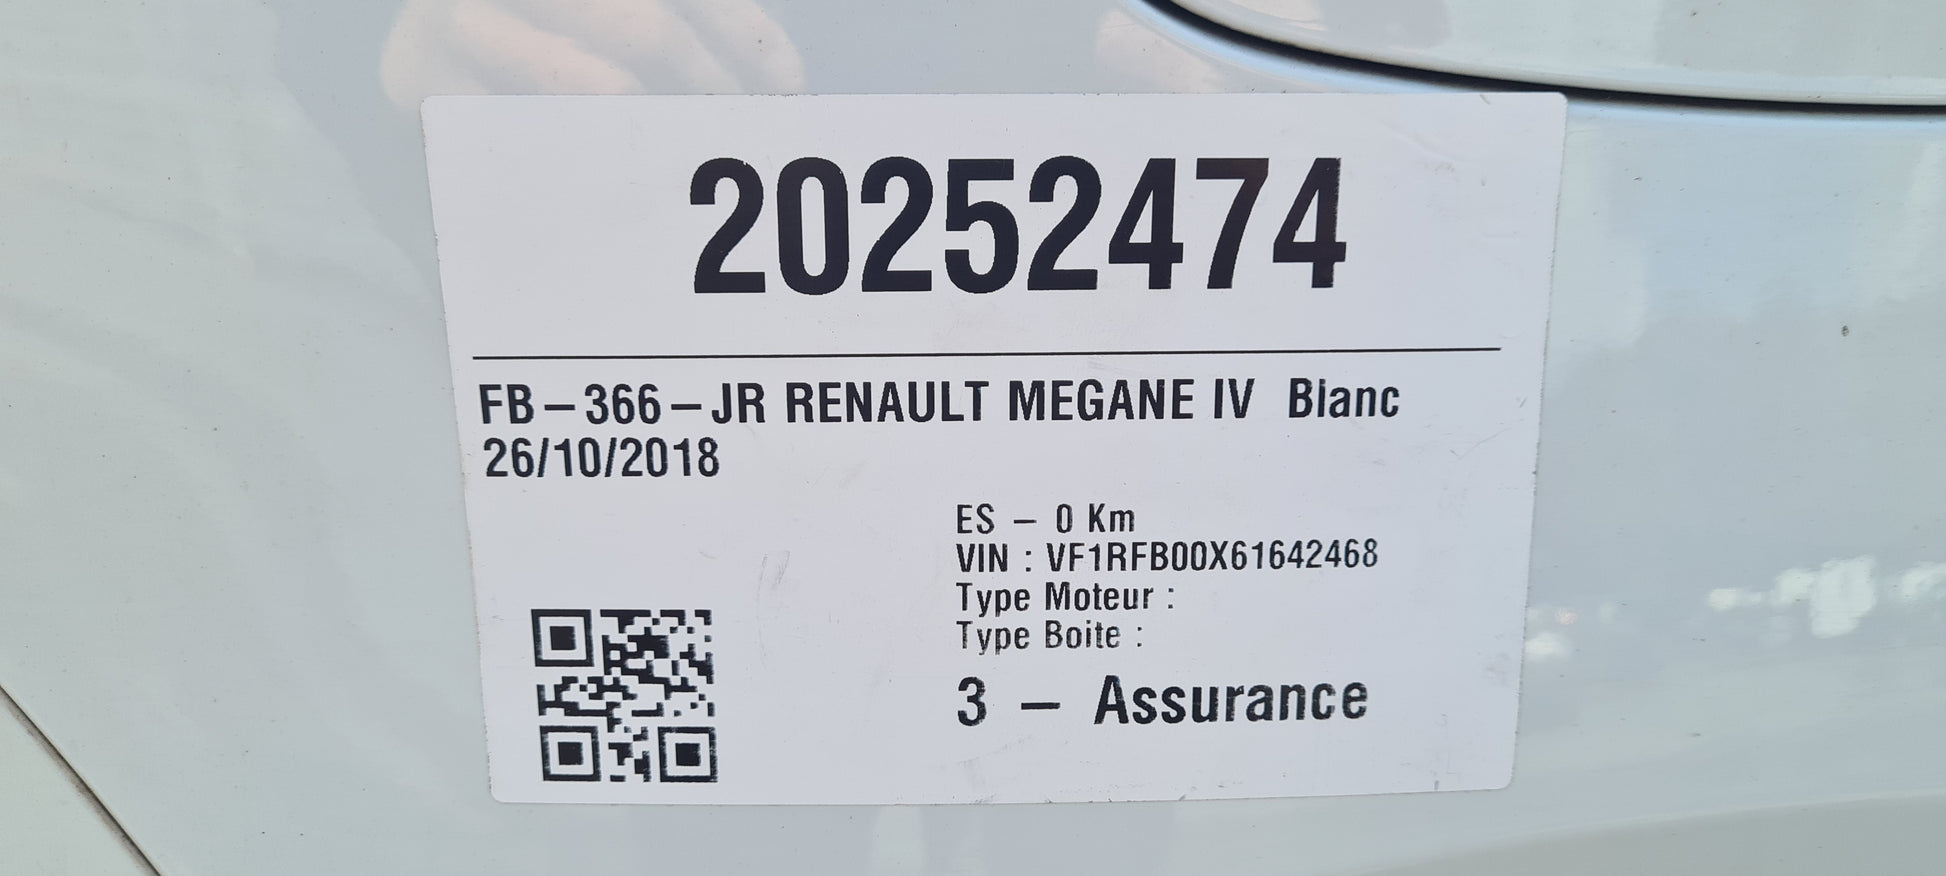 20252474
FB-366-JR RENAULT MEGANE IV Blanc
26/10/2018
ES - 0 Km
VIN : VF1RFB00X61642468
Type Moteur :
Type Boite :
3 - Assurance